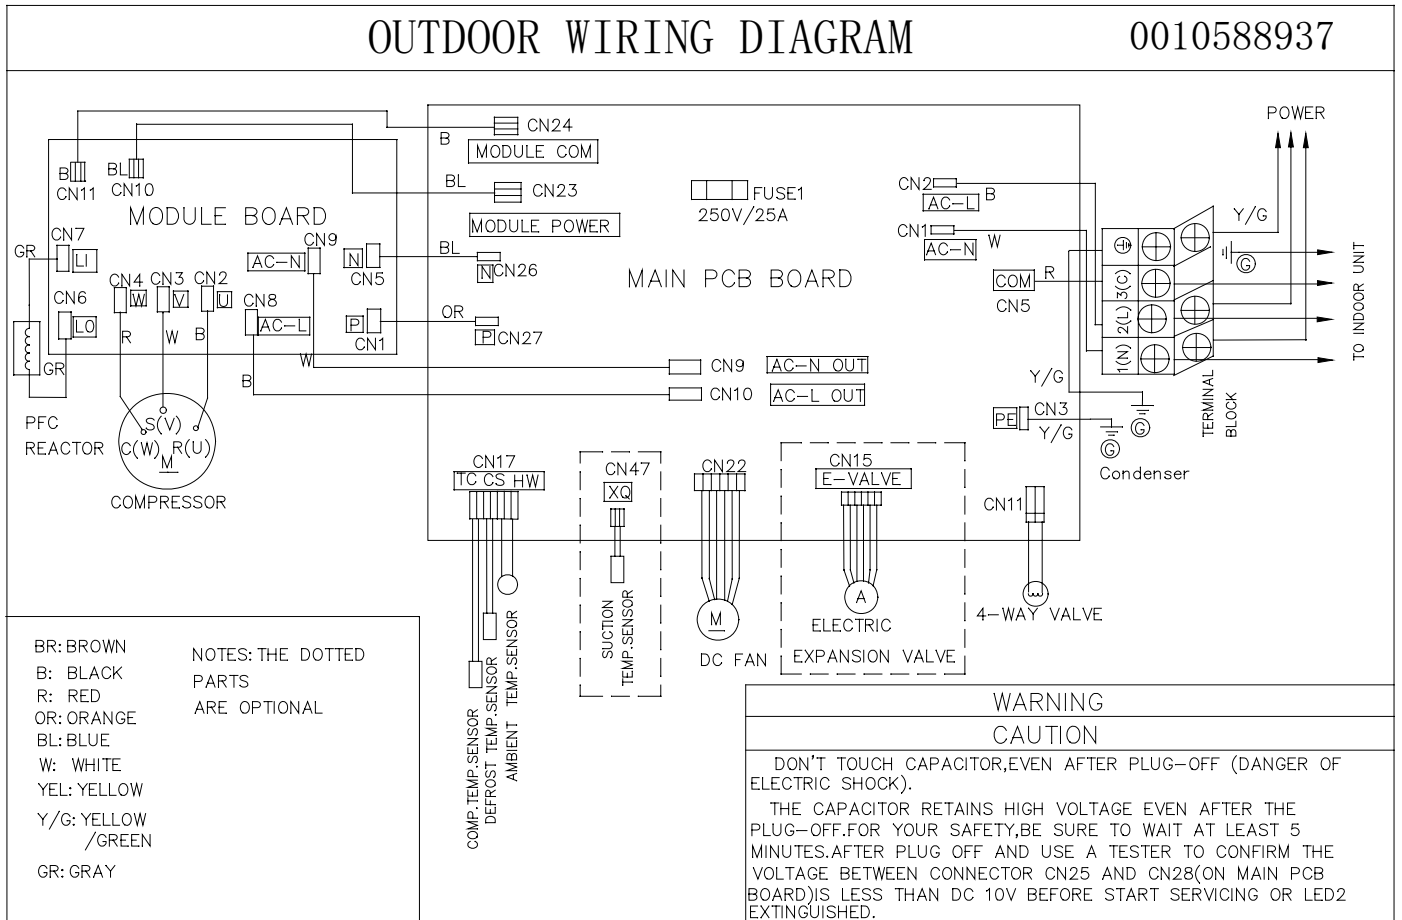 OUTDOOR WIRING DIAGRAM
0010588937
POWER
B
CN24
MODULE COM
B
CN11
BL
CN10
BL
CN23
MODULE POWER
FUSE1
250V/25A
CN2
AC-L
B
CN1
AC-N
W
Y/G
MODULE BOARD
MAIN PCB BOARD
GR
CN7
LI
CN9
AC-N
N
CN5
BL
N
CN26
G
COM
CN5
R
3(C)
2(L)
1(N)
TO INDOOR UNIT
CN4
W
CN3
V
CN2
U
CN6
LO
CN8
AC-L
P
CN1
OR
P
CN27
R
W
B
GR
W
B
CN9
AC-N OUT
CN10
AC-L OUT
Y/G
PE
CN3
Y/G
G
G
Condenser
TERMINAL
BLOCK
PFC
REACTOR
S(V)
C(W)
R(U)
M
COMPRESSOR
CN17
TC CS HW
CN47
XQ
CN22
CN15
E-VALVE
CN11
COMP.TEMP.SENSOR
DEFROST TEMP.SENSOR
AMBIENT TEMP.SENSOR
SUCTION
TEMP.SENSOR
M
DC FAN
A
ELECTRIC
EXPANSION VALVE
4-WAY VALVE
BR: BROWN
B: BLACK
R: RED
OR: ORANGE
BL: BLUE
W: WHITE
YEL: YELLOW
Y/G: YELLOW
/GREEN
GR: GRAY
NOTES: THE DOTTED
PARTS
ARE OPTIONAL
WARNING
CAUTION
DON'T TOUCH CAPACITOR,EVEN AFTER PLUG-OFF (DANGER OF
ELECTRIC SHOCK).
THE CAPACITOR RETAINS HIGH VOLTAGE EVEN AFTER THE
PLUG-OFF.FOR YOUR SAFETY,BE SURE TO WAIT AT LEAST 5
MINUTES.AFTER PLUG OFF AND USE A TESTER TO CONFIRM THE
VOLTAGE BETWEEN CONNECTOR CN25 AND CN28(ON MAIN PCB
BOARD)IS LESS THAN DC 10V BEFORE START SERVICING OR LED2
EXTINGUISHED.